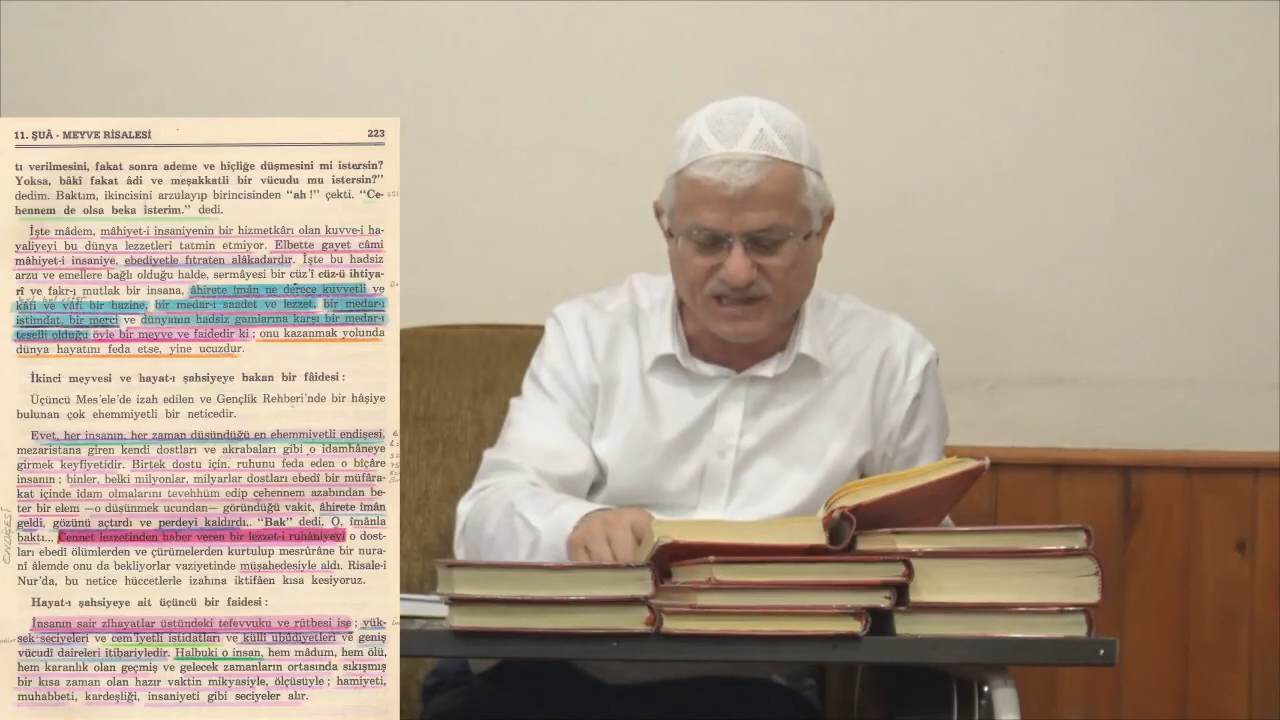 11. ŞUÂ - MEYVE RİSALESİ 223
tı verilmesini, fakat sonra ademe ve hiçliğe düşmesini mi istersin?
Yoksa, bâkî fakat âdi ve meşakkatli bir vücudu mu istersin?"
dedim. Baktım, ikincisini arzulayıp birincisinden "ah !" çekti. "Ce-
hennem de olsa beka isterim." dedi.
İşte mâdem, mâhiyet-i insaniyenin bir hizmetkârı olan kuvve-i ha-
yaliyeyi bu dünya lezzetleri tatmin etmiyor. Elbette gayet câmi
mâhiyet-i insaniye, ebediyetle fıtraten alâkadardır. İşte bu hadsiz
arzu ve emellere bağlı olduğu halde, sermâyesi bir cüz'î cüz-ü ihtiya-
rî ve fakr-ı mutlak bir insana, âhirete îmân ne derece kuvvetli ve
kâfi ve vâfi bir hazine, bir medar-ı saadet ve lezzet, bir medar-ı
istimdat, bir merci ve dünyanın hadsiz gamlarına karşı bir medar-ı
teselli olduğu öyle bir meyve ve faidedir ki ; onu kazanmak yolunda
dünya hayatını feda etse, yine ucuzdur.
İkinci meyvesi ve hayat-ı şahsiyeye bakan bir fâidesi :
Üçüncü Mes'ele'de izah edilen ve Gençlik Rehberi'nde bir hâşiye
bulunan çok ehemmiyetli bir neticedir.
Evet, her insanın, her zaman düşündüğü en ehemmiyetli endişesi,
mezaristana giren kendi dostları ve akrabaları gibi o idamhâneye
girmek keyfiyetidir. Birtek dostu için, ruhunu feda eden o bîçâre
insanın ; binler, belki milyonlar, milyarlar dostları ebedî bir müfâra-
kat içinde idam olmalarını tevehhüm edip cehennem azabından be-
ter bir elem —o düşünmek ucundan— göründüğü vakit, âhirete îmân
geldi, gözünü açtırdı ve perdeyi kaldırdı.. "Bak" dedi. O, îmânla
baktı... Cennet lezzetinden haber veren bir lezzet-i ruhâniyeyi o dost-
ları ebedî ölümlerden ve çürümelerden kurtulup mesrûrâne bir nura-
nî âlemde onu da bekliyorlar vaziyetinde müşahedesiyle aldı. Risale-i
Nur'da, bu netice hüccetlerle izahına iktifâen kısa kesiyoruz.
Hayat-ı şahsiyeye ait üçüncü bir faidesi :
İnsanın sair zîhayatlar üstündeki tefevvuku ve rütbesi ise ; yük-
sek seciyeleri ve cem'iyetli istidatları ve küllî ubûdiyetleri ve geniş
vücudî daireleri itibariyledir. Halbuki o insan, hem mâdum, hem ölü,
hem karanlık olan geçmiş ve gelecek zamanların ortasında sıkışmış
bir kısa zaman olan hazır vaktin mikyasiyle, ölçüsüyle ; hamiyeti,
muhabbeti, kardeşliği, insaniyeti gibi seciyeler alır.
ENDİŞESİ